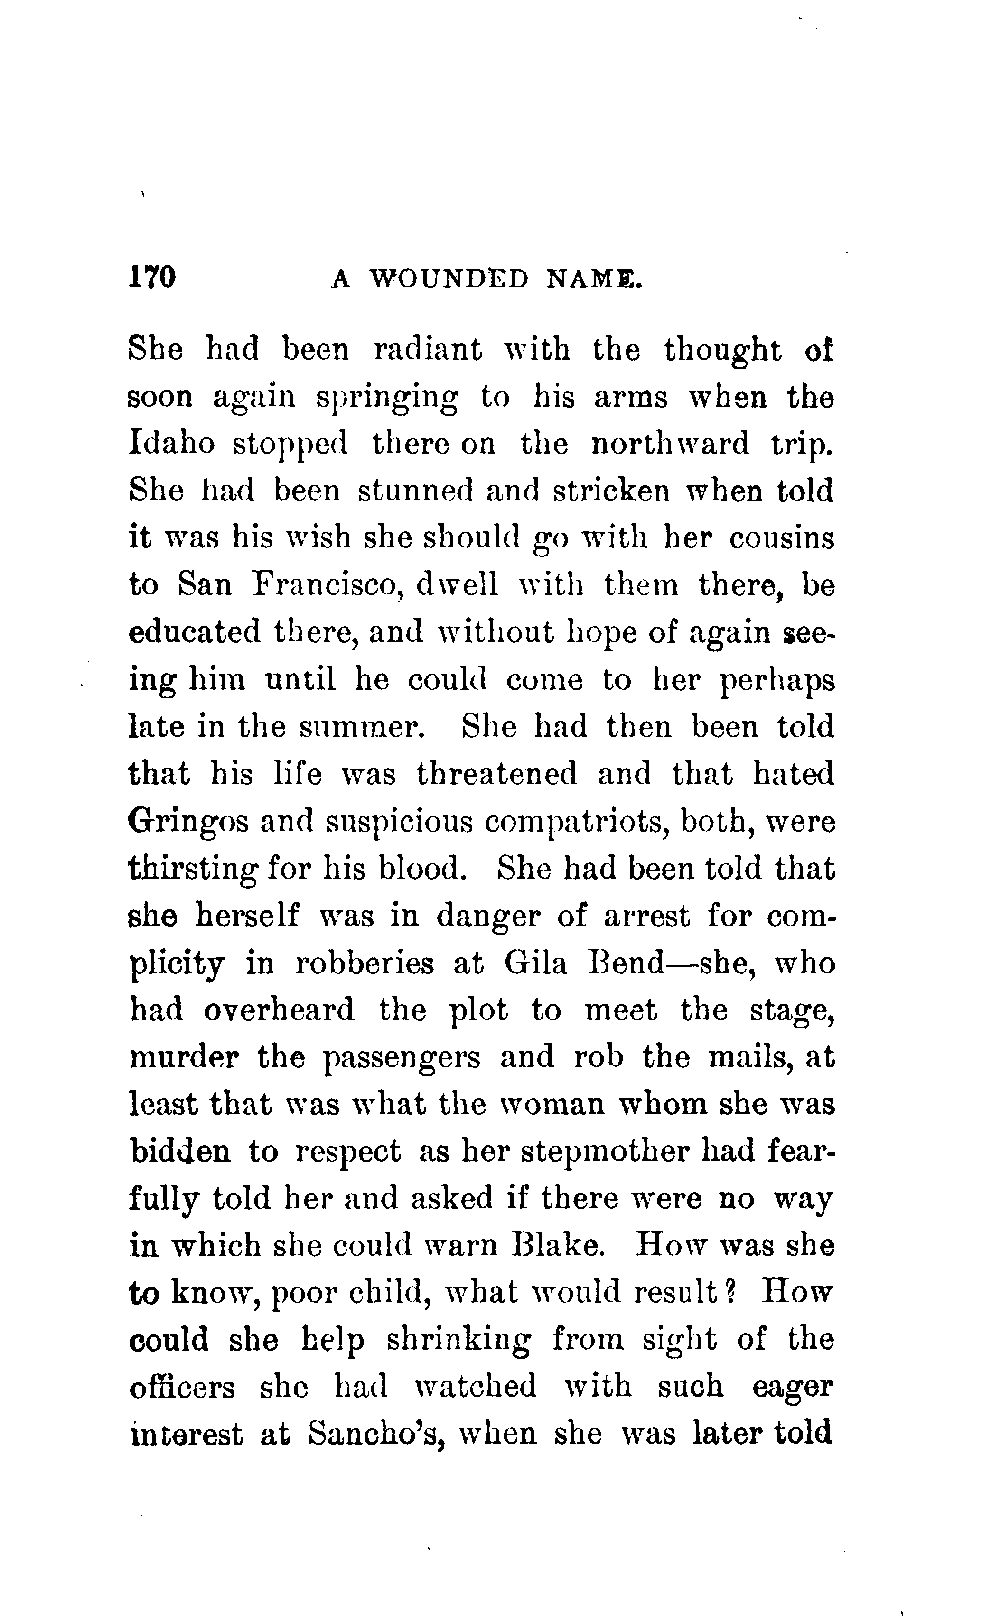 170 A WOUNDED NAME.
She had been radiant with the thought of
soon again springing to his arms when the
Idaho stopped there on the northward trip.
She had been stunned and stricken when told
it was his wish she should go with her cousins
to San Francisco, dwell with them there, be
educated there, and without hope of again see-
ing him until he could come to her perhaps
late in the summer. She had then been told
that his life was threatened and that hated
Gringos and suspicious compatriots, both, were
thirsting for his blood. She had been told that
she herself was in danger of arrest for com-
plicity in robberies at Gila Bend—she, who
had overheard the plot to meet the stage,
murder the passengers and rob the mails, at
least that was what the woman whom she was
bidden to respect as her stepmother had fear-
fully told her and asked if there were no way
in which she could warn Blake. How was she
to know, poor child, what would result? How
could she help shrinking from sight of the
officers she had watched with such eager
interest at Sancho's, when she was later told